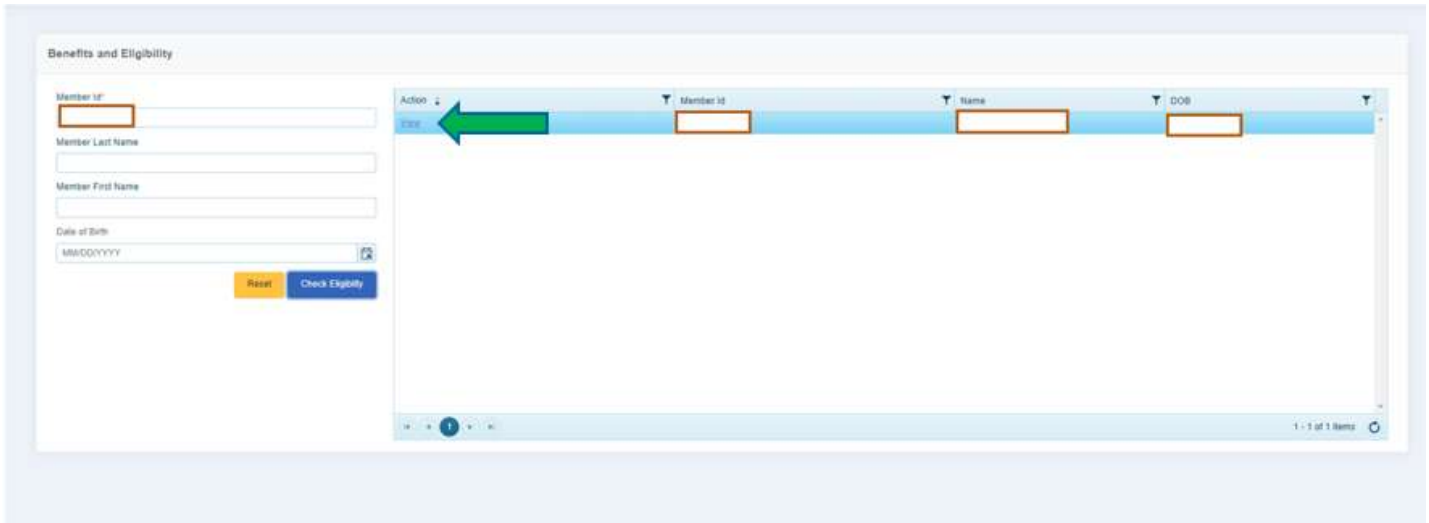 Benefits and Eligibility
Member Id*
Member Last Name
Member First Name
Date of Birth
MM/DD/YYYY
Reset Check Eligibility
Action Member Id Name DOB
View
1
1 - 1 of 1 items